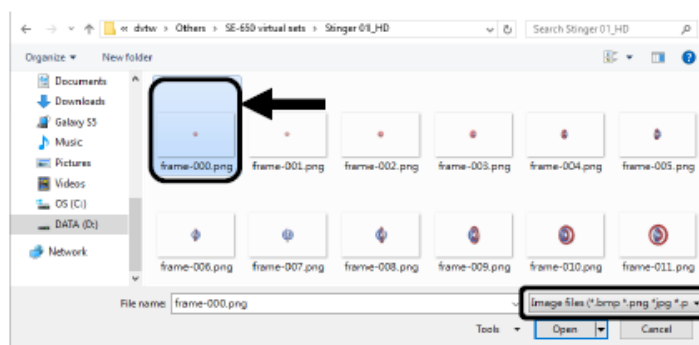 « dvtw › Others › SE-650 virtual sets › Stinger 01_HD
Search Stinger 01_HD
Organize
New folder
Documents
Downloads
Galaxy S5
Music
Pictures
Videos
OS (C:)
DATA (D:)
Network
frame-000.png frame-001.png frame-002.png frame-003.png frame-004.png frame-005.png
frame-006.png frame-007.png frame-008.png frame-009.png frame-010.png frame-011.png
File name: frame-000.png
Image files (*.bmp *.png *jpg *.p
Tools
Open
Cancel